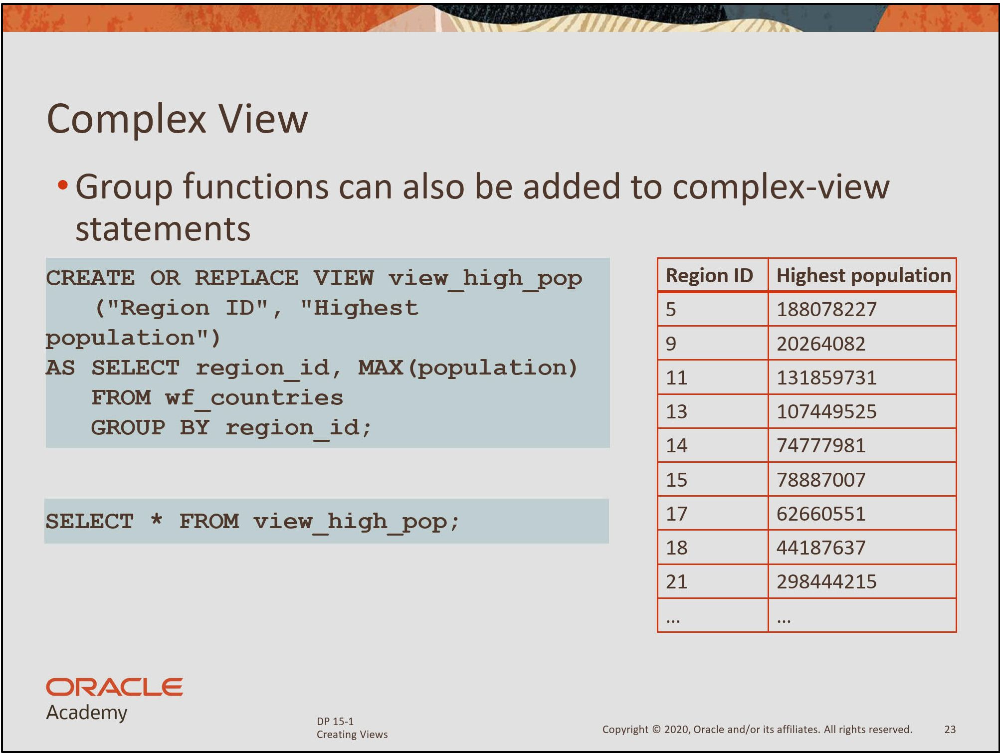 Complex View
• Group functions can also be added to complex-view
statements
CREATE OR REPLACE VIEW view_high_pop
("Region ID", "Highest
population")
AS SELECT region_id, MAX(population)
FROM wf_countries
GROUP BY region_id;
SELECT * FROM view_high_pop;
Region ID Highest population
5 188078227
9 20264082
11 131859731
13 107449525
14 74777981
15 78887007
17 62660551
18 44187637
21 298444215
... ...
ORACLE
Academy
DP 15-1
Creating Views
Copyright © 2020, Oracle and/or its affiliates. All rights reserved. 23